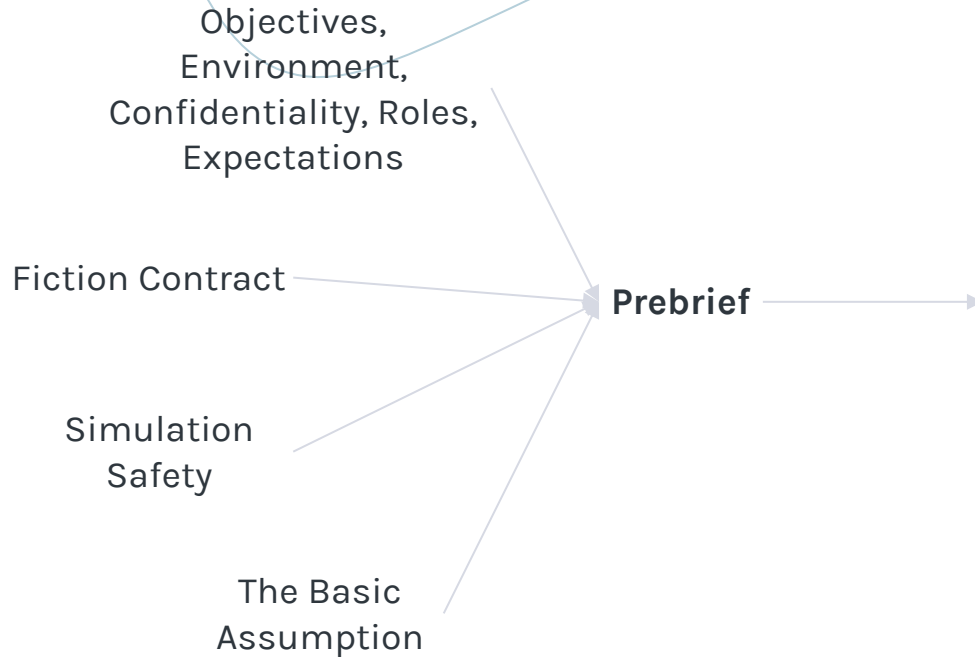 Objectives,
Environment,
Confidentiality, Roles,
Expectations
Fiction Contract
Prebrief
Simulation
Safety
The Basic
Assumption